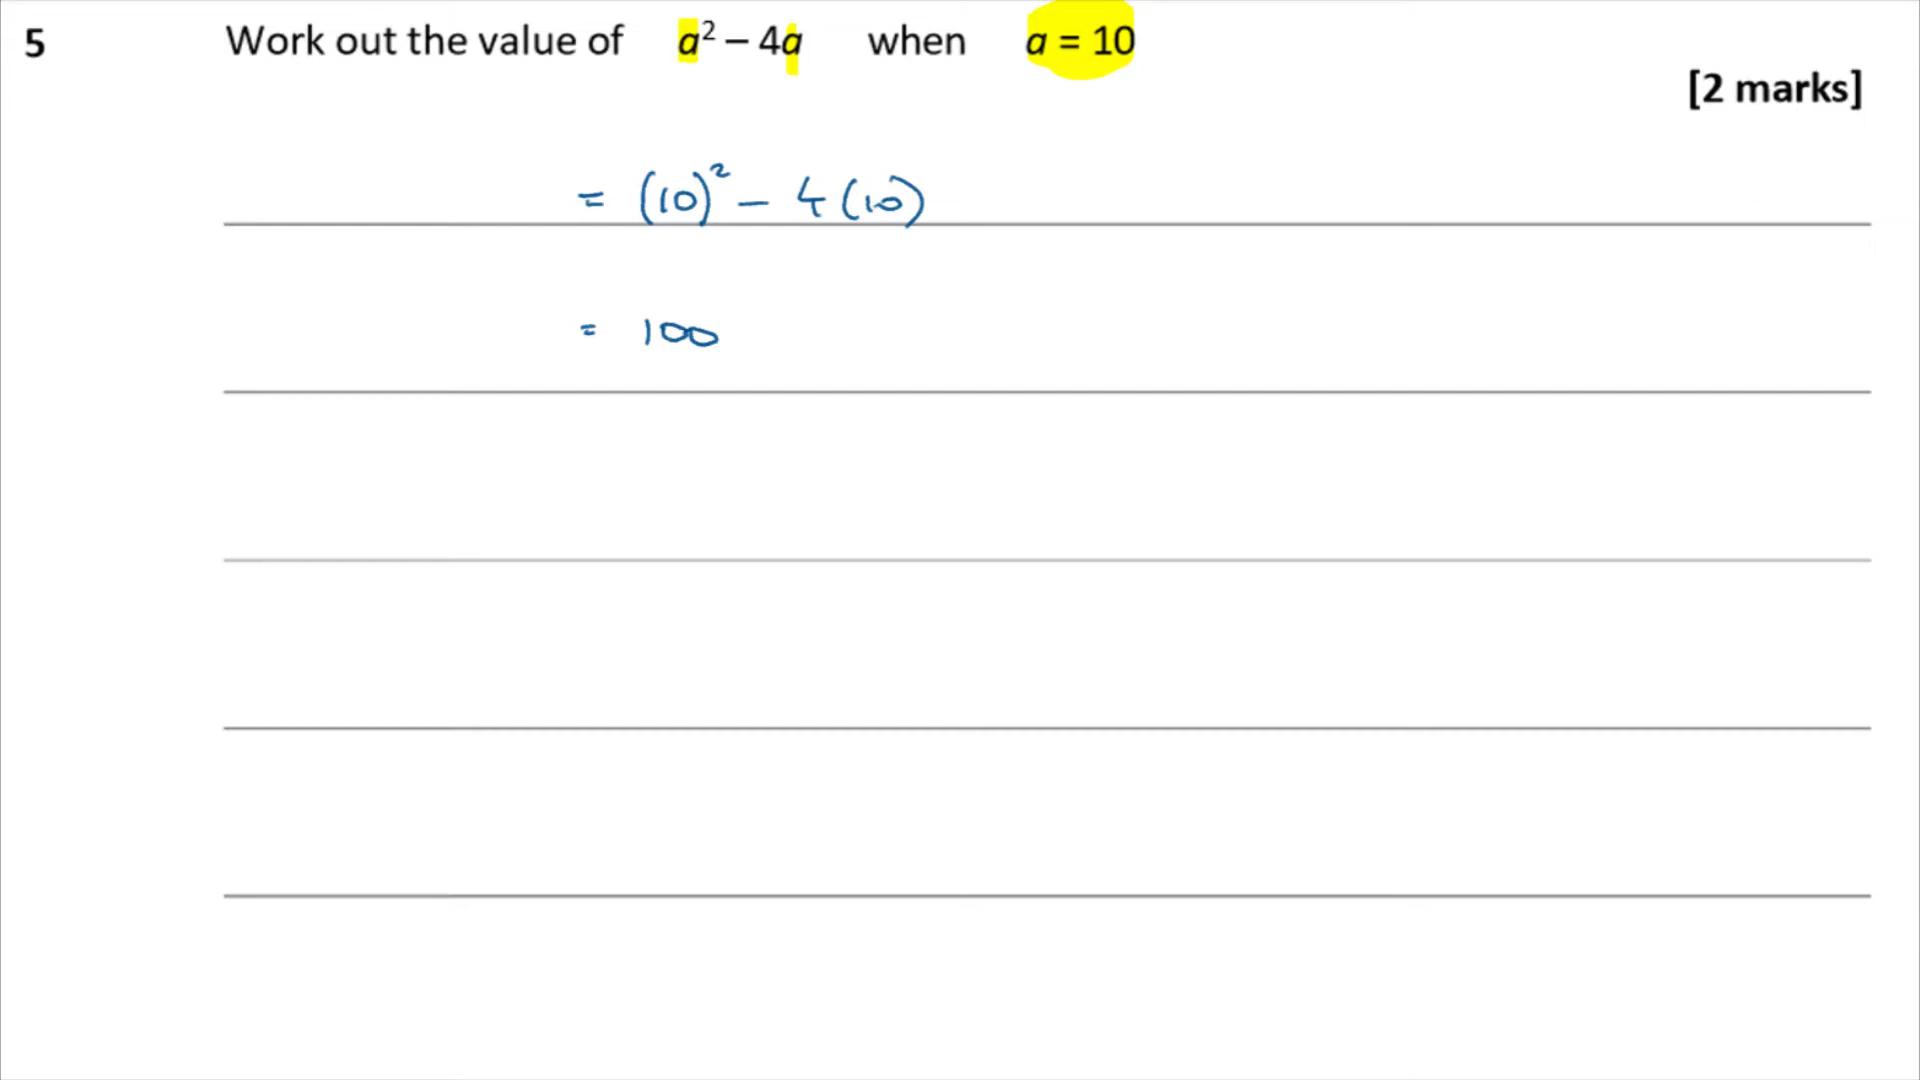 5 Work out the value of a² – 4a when a = 10
[2 marks]
= (10)² – 4(10)
= 100